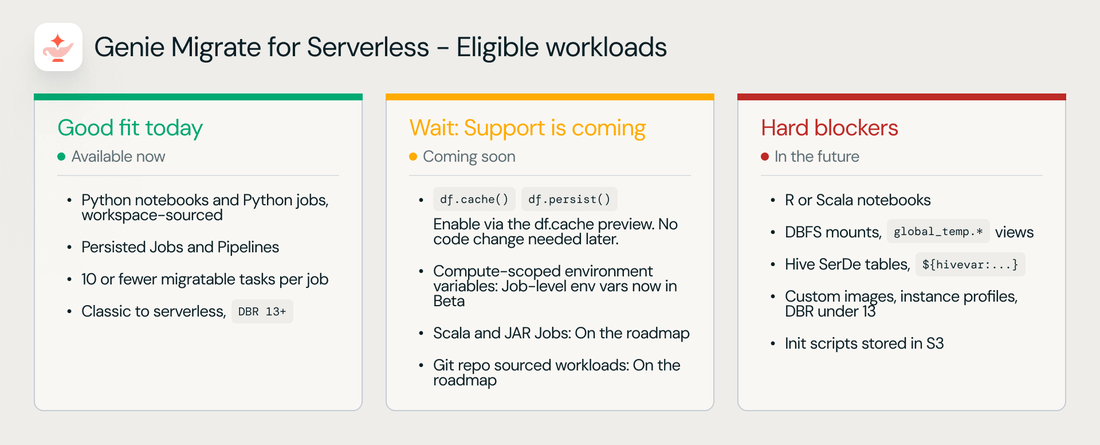 Genie Migrate for Serverless - Eligible workloads
Good fit today
Available now
• Python notebooks and Python jobs,
workspace-sourced
• Persisted Jobs and Pipelines
• 10 or fewer migratable tasks per job
• Classic to serverless, DBR 13+
Wait: Support is coming
Coming soon
• df.cache() df.persist()
Enable via the df.cache preview. No
code change needed later.
• Compute-scoped environment
variables: Job-level env vars now in
Beta
• Scala and JAR Jobs: On the roadmap
• Git repo sourced workloads: On the
roadmap
Hard blockers
In the future
• R or Scala notebooks
• DBFS mounts, global_temp.* views
• Hive SerDe tables, ${hivevar:...}
• Custom images, instance profiles,
DBR under 13
• Init scripts stored in S3